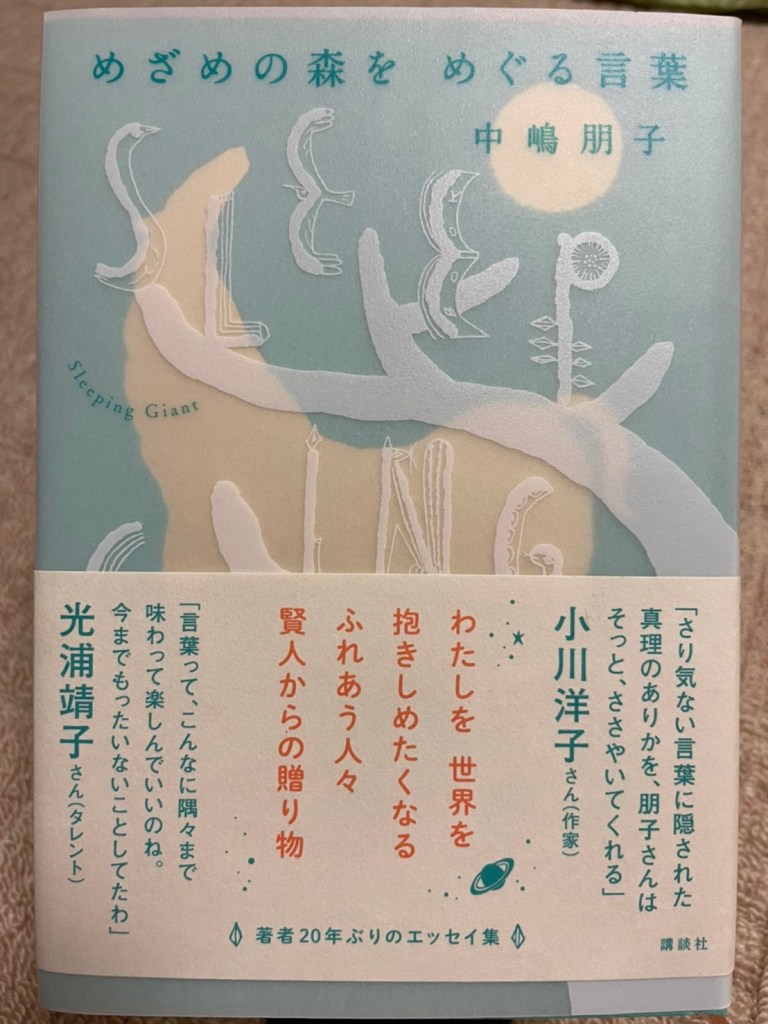 めざめの森を めぐる言葉
中嶋朋子
SLEEP
Sleeping Giant
ING
「さり気ない言葉に隠された
真理のありかを、朋子さんは
そっと、ささやいてくれる」
小川洋子さん(作家)
わたしを 世界を
抱きしめたくなる
ふれあう人々
賢人からの贈り物
「言葉って、こんなに隅々まで
味わって楽しんでいいのね。
今までもったいないことしてたわ」
光浦靖子さん(タレント)
著者20年ぶりのエッセイ集
講談社